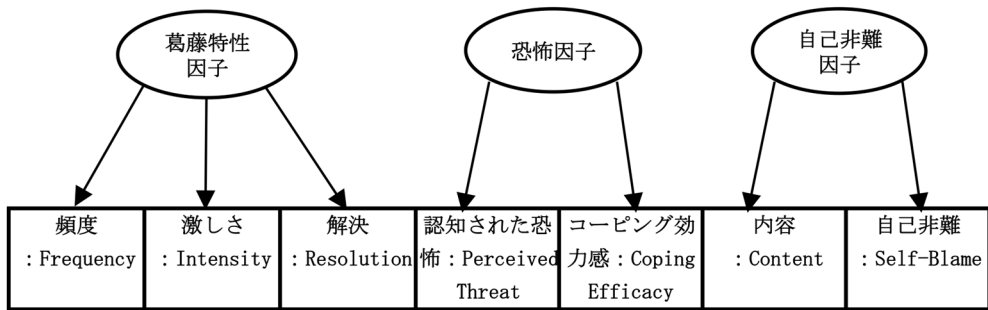 葛藤特性
因子
恐怖因子
自己非難
因子
頻度
：Frequency
激しさ
：Intensity
解決
：Resolution
認知された恐
怖：Perceived
Threat
コーピング効
力感：Coping
Efficacy
内容
：Content
自己非難
：Self-Blame